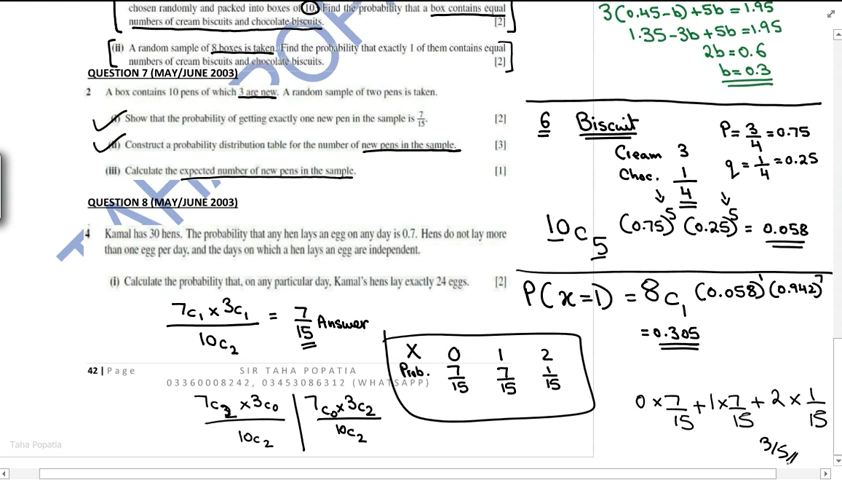 chosen randomly and packed into boxes of 10. Find the probability that a box contains equal
numbers of cream biscuits and chocolate biscuits. [2]
(ii) A random sample of 8 boxes is taken. Find the probability that exactly 1 of them contains equal
numbers of cream biscuits and chocolate biscuits. [2]
QUESTION 7 (MAY/JUNE 2003)
2 A box contains 10 pens of which 3 are new. A random sample of two pens is taken.
(i) Show that the probability of getting exactly one new pen in the sample is 7/15. [2]
(ii) Construct a probability distribution table for the number of new pens in the sample. [3]
(iii) Calculate the expected number of new pens in the sample. [1]
QUESTION 8 (MAY/JUNE 2003)
4 Kamal has 30 hens. The probability that any hen lays an egg on any day is 0.7. Hens do not lay more
than one egg per day, and the days on which a hen lays an egg are independent.
(i) Calculate the probability that, on any particular day, Kamal's hens lay exactly 24 eggs. [2]
7C1 × 3C1 / 10C2 = 7/15 Answer
X 0 1 2
Prob. 7/15 7/15 1/15
42 | Page SIR TAHA POPATIA
03360008242, 03453086312 (WHATSAPP)
7C2 × 3C0 / 10C2 | 7C0 × 3C2 / 10C2
Taha Popatia
3(0.45-b) + 5b = 1.95
1.35 - 3b + 5b = 1.95
2b = 0.6
b = 0.3
6 Biscuit
Cream 3
Choc. 1
4
P = 3/4 = 0.75
q = 1/4 = 0.25
10C5 (0.75)^5 (0.25)^5 = 0.058
P(x=1) = 8C1 (0.058)^1 (0.942)^7
= 0.305
0 × 7/15 + 1 × 7/15 + 2 × 1/15
3/5